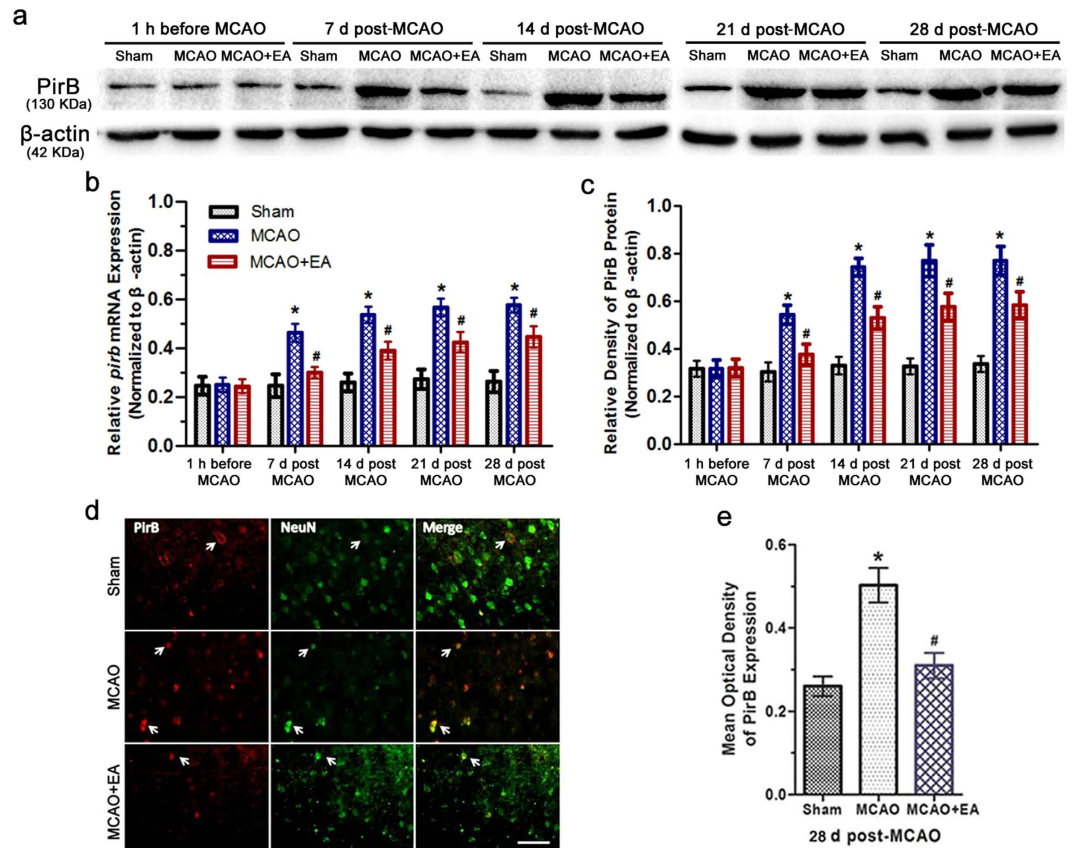 a
1 h before MCAO 7 d post-MCAO 14 d post-MCAO 21 d post-MCAO 28 d post-MCAO
Sham MCAO MCAO+EA Sham MCAO MCAO+EA Sham MCAO MCAO+EA Sham MCAO MCAO+EA Sham MCAO MCAO+EA
PirB
(130 KDa)
β-actin
(42 KDa)
b
Relative pirb mRNA Expression
(Normalized to β -actin)
1.0
0.8
0.6
0.4
0.2
0.0
Sham
MCAO
MCAO+EA
* * * *
# # # #
1 h before 7 d post 14 d post 21 d post 28 d post
MCAO MCAO MCAO MCAO MCAO
c
Relative Density of PirB Protein
(Normalized to β -actin)
1.0
0.8
0.6
0.4
0.2
0.0
* * * *
# # # #
1 h before 7 d post 14 d post 21 d post 28 d post
MCAO MCAO MCAO MCAO MCAO
d
PirB NeuN Merge
Sham
MCAO
MCAO+EA
e
Mean Optical Density
of PirB Expression
0.6
0.4
0.2
0.0
*
#
Sham MCAO MCAO+EA
28 d post-MCAO